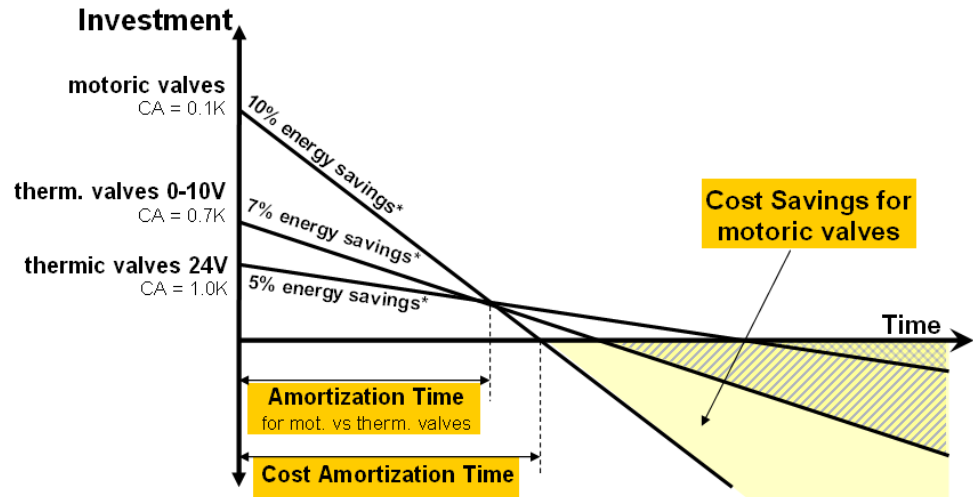 Investment
motoric valves
CA = 0.1K
10% energy savings*
therm. valves 0-10V
CA = 0.7K
7% energy savings*
Cost Savings for
motoric valves
thermic valves 24V
CA = 1.0K
5% energy savings*
Time
Amortization Time
for mot. vs therm. valves
Cost Amortization Time